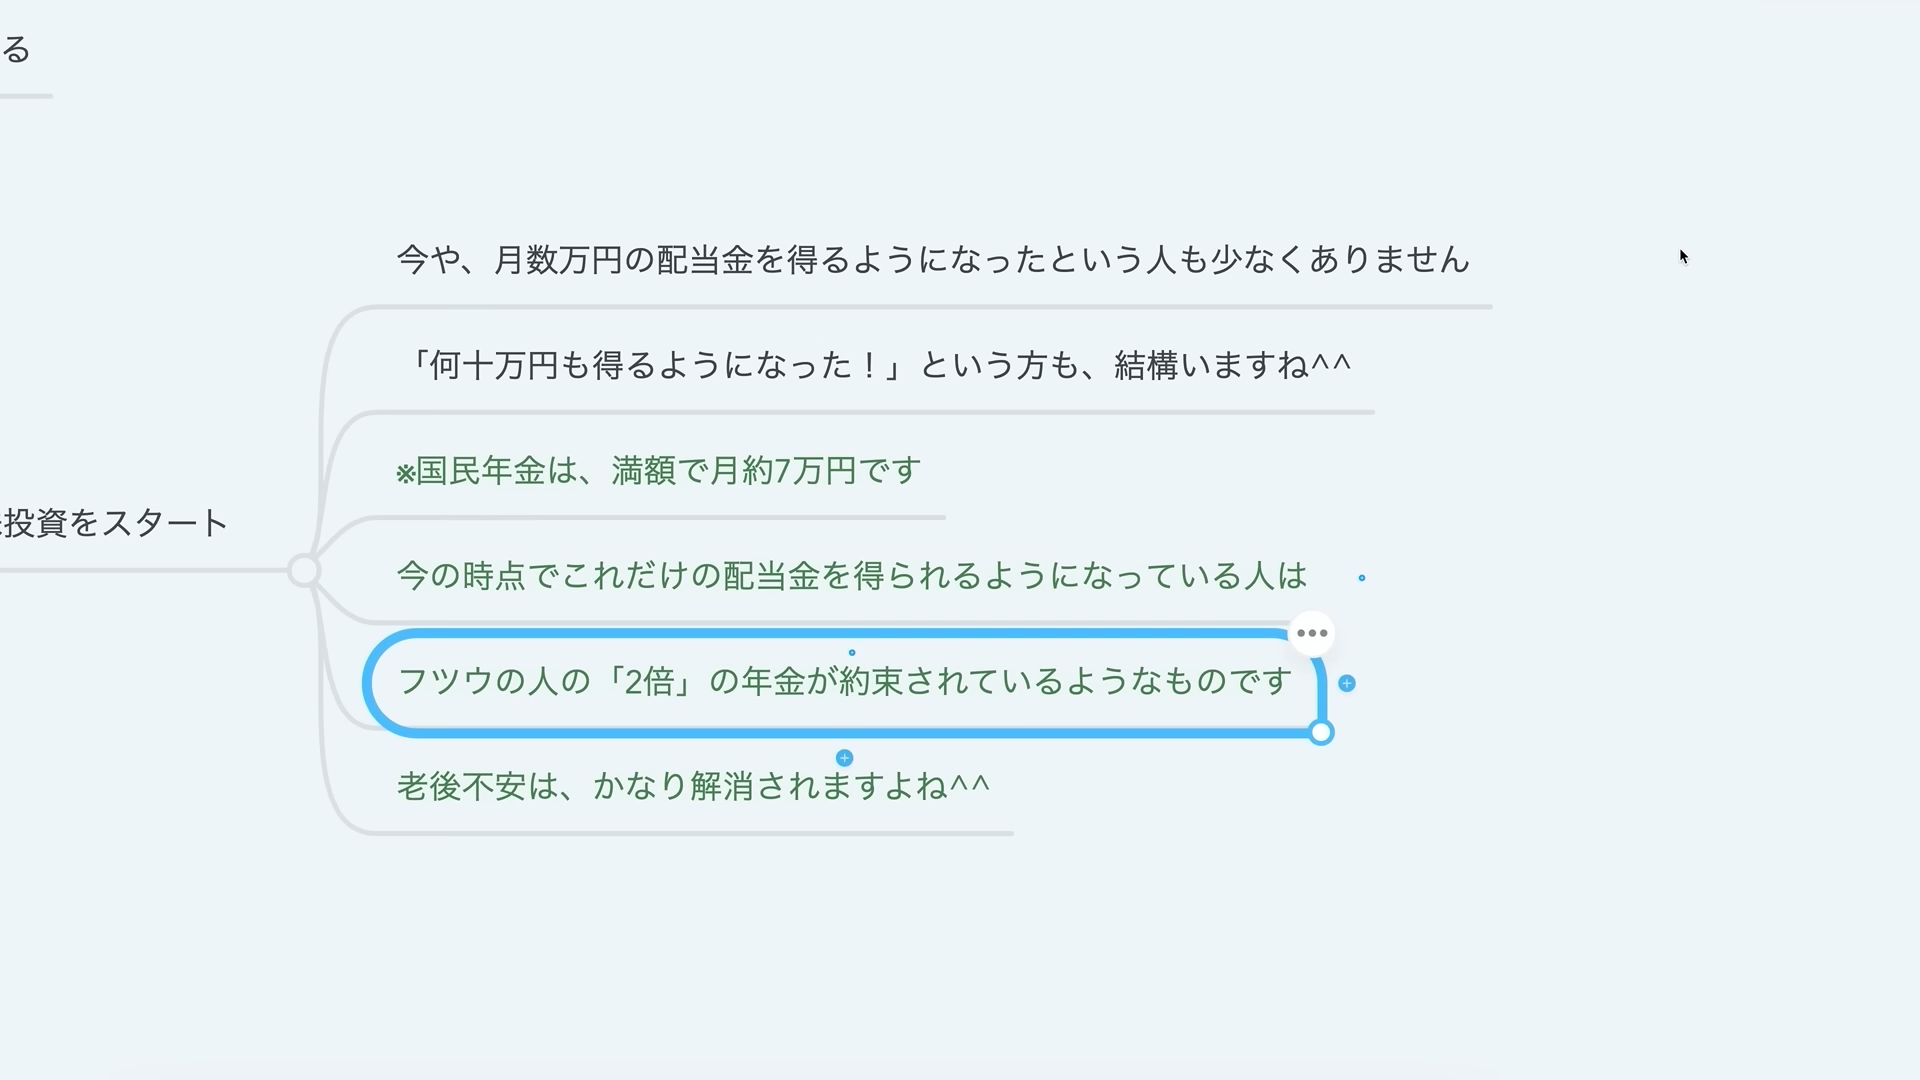 る
今や、月数万円の配当金を得るようになったという人も少なくありません
「何十万円も得るようになった！」という方も、結構いますね^^
※国民年金は、満額で月約7万円です
投資をスタート
今の時点でこれだけの配当金を得られるようになっている人は
フツウの人の「2倍」の年金が約束されているようなものです
老後不安は、かなり解消されますよね^^